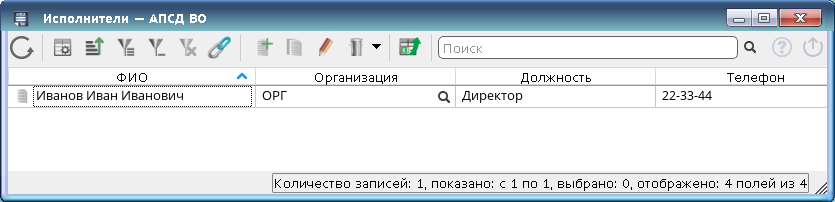 Исполнители — АПСД ВО
Поиск
ФИО Организация Должность Телефон
Иванов Иван Иванович ОРГ Директор 22-33-44
Количество записей: 1, показано: с 1 по 1, выбрано: 0, отображено: 4 полей из 4